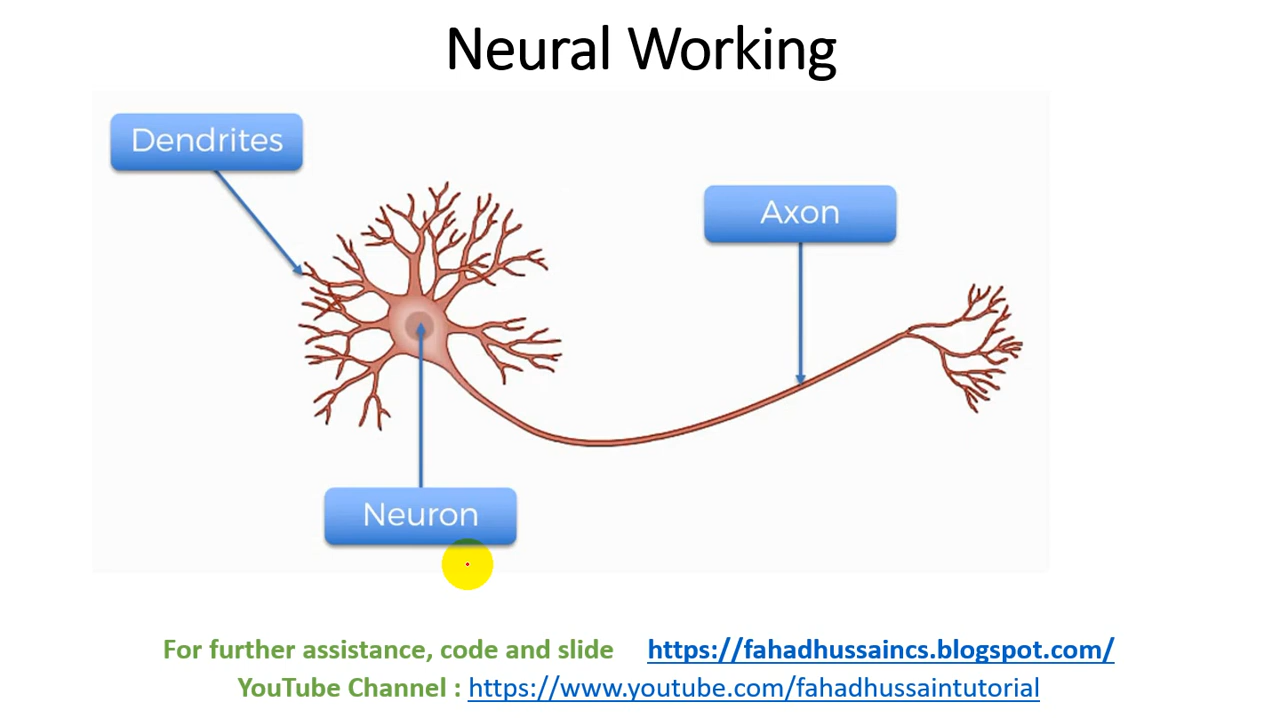 Neural Working
Dendrites
Axon
Neuron
For further assistance, code and slide https://fahadhussaincs.blogspot.com/
YouTube Channel : https://www.youtube.com/fahadhussaintutorial